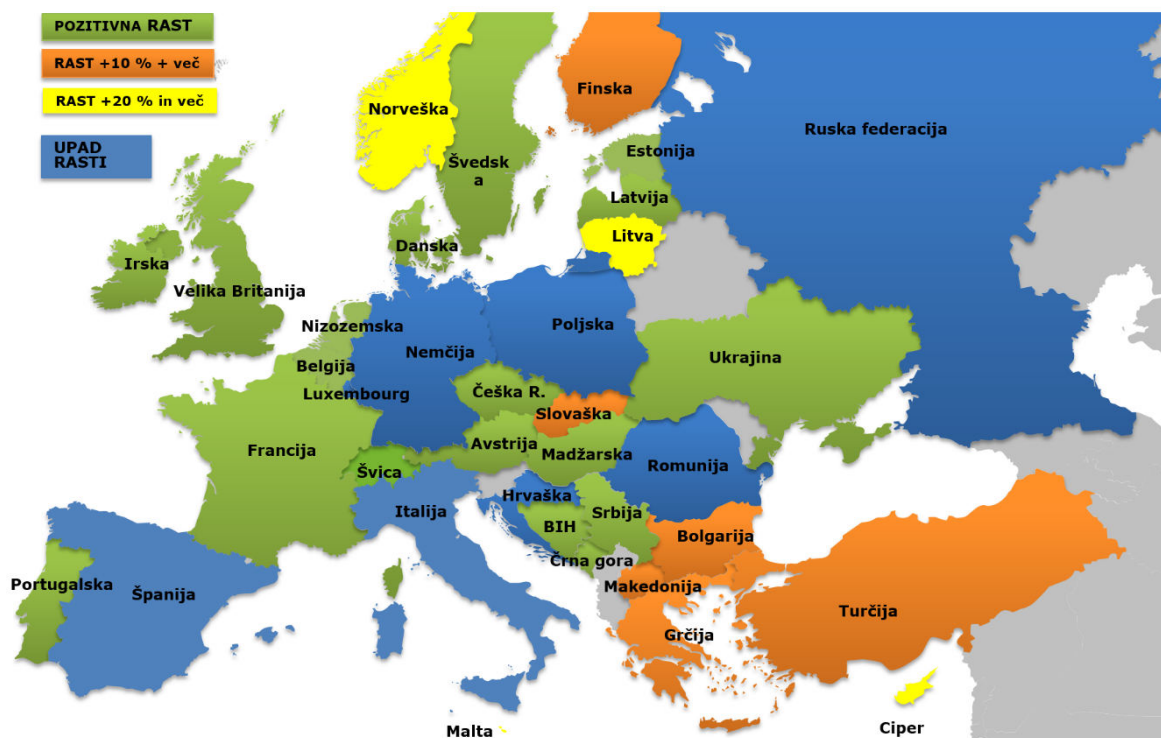 POZITIVNA RAST
RAST +10 % + več
RAST +20 % in več
UPAD
RASTI
Norveška
Finska
Ruska federacija
Švedsk
a
Estonija
Latvija
Litva
Danska
Irska
Velika Britanija
Nizozemska
Belgija
Luxembourg
Nemčija
Poljska
Ukrajina
Češka R.
Slovaška
Avstrija
Madžarska
Francija
Švica
Romunija
Italija
Hrvaška
BIH
Srbija
Črna gora
Bolgarija
Makedonija
Portugalska
Španija
Grčija
Turčija
Malta
Ciper